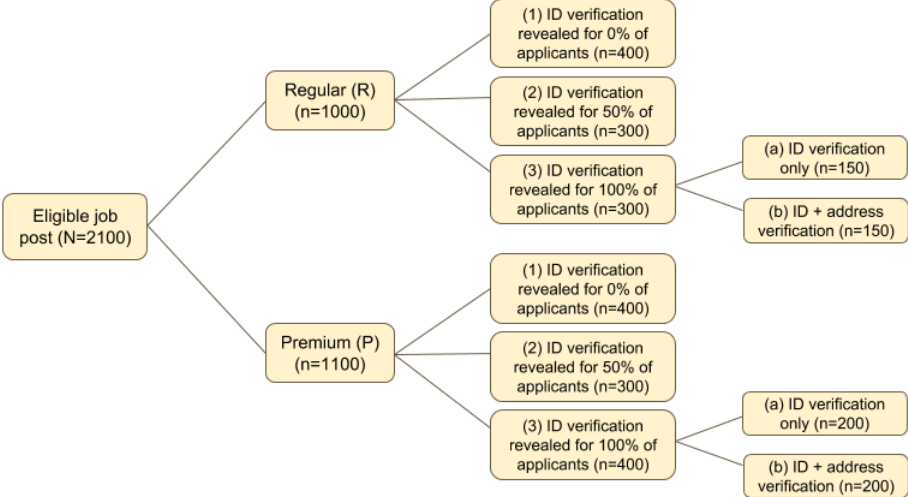 Eligible job
post (N=2100)
Regular (R)
(n=1000)
(1) ID verification
revealed for 0% of
applicants (n=400)
(2) ID verification
revealed for 50% of
applicants (n=300)
(3) ID verification
revealed for 100% of
applicants (n=300)
(a) ID verification
only (n=150)
(b) ID + address
verification (n=150)
Premium (P)
(n=1100)
(1) ID verification
revealed for 0% of
applicants (n=400)
(2) ID verification
revealed for 50% of
applicants (n=300)
(3) ID verification
revealed for 100% of
applicants (n=400)
(a) ID verification
only (n=200)
(b) ID + address
verification (n=200)